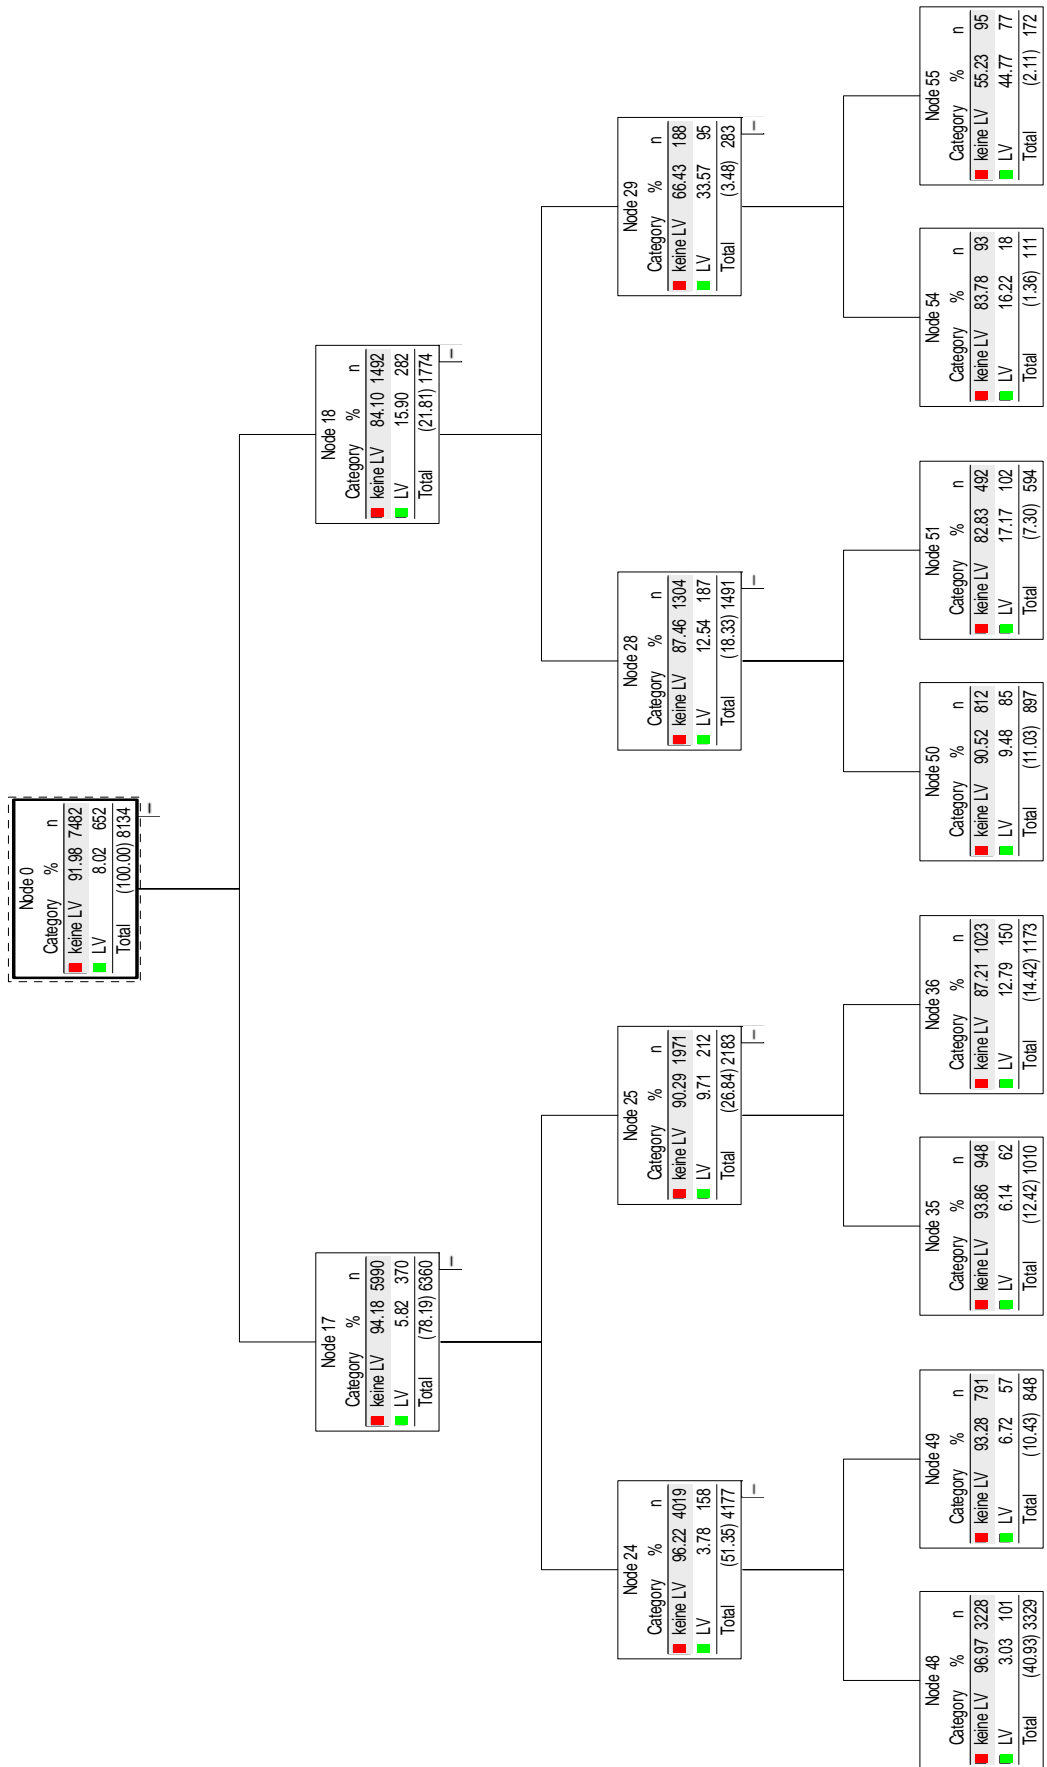 Node 0
Category % n
keine LV 91.98 7482
LV 8.02 652
Total (100.00) 8134
Node 17
Category % n
keine LV 94.18 5990
LV 5.82 370
Total (78.19) 6360
Node 18
Category % n
keine LV 84.10 1492
LV 15.90 282
Total (21.81) 1774
Node 24
Category % n
keine LV 96.22 4019
LV 3.78 158
Total (51.35) 4177
Node 25
Category % n
keine LV 90.29 1971
LV 9.71 212
Total (26.84) 2183
Node 28
Category % n
keine LV 87.46 1304
LV 12.54 187
Total (18.33) 1491
Node 29
Category % n
keine LV 66.43 188
LV 33.57 95
Total (3.48) 283
Node 48
Category % n
keine LV 96.97 3228
LV 3.03 101
Total (40.93) 3329
Node 49
Category % n
keine LV 93.28 791
LV 6.72 57
Total (10.43) 848
Node 35
Category % n
keine LV 93.86 948
LV 6.14 62
Total (12.42) 1010
Node 36
Category % n
keine LV 87.21 1023
LV 12.79 150
Total (14.42) 1173
Node 50
Category % n
keine LV 90.52 812
LV 9.48 85
Total (11.03) 897
Node 51
Category % n
keine LV 82.83 492
LV 17.17 102
Total (7.30) 594
Node 54
Category % n
keine LV 83.78 93
LV 16.22 18
Total (1.36) 111
Node 55
Category % n
keine LV 55.23 95
LV 44.77 77
Total (2.11) 172